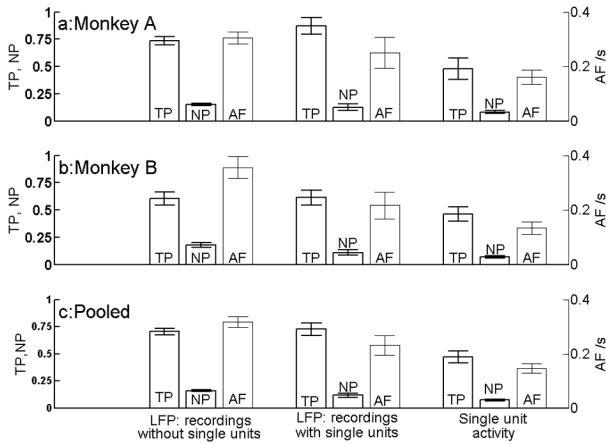 a:Monkey A
TP, NP
1
0.75
0.5
0.25
0
TP
NP
AF
TP
NP
AF
TP
NP
AF
0.4
0.2
0
AF /s
b:Monkey B
TP, NP
1
0.75
0.5
0.25
0
TP
NP
AF
TP
NP
AF
TP
NP
AF
0.4
0.2
0
AF /s
c:Pooled
TP,NP
1
0.75
0.5
0.25
0
TP
NP
AF
TP
NP
AF
TP
NP
AF
0.4
0.2
0
AF /s
LFP: recordings
without single units
LFP: recordings
with single units
Single unit
activity